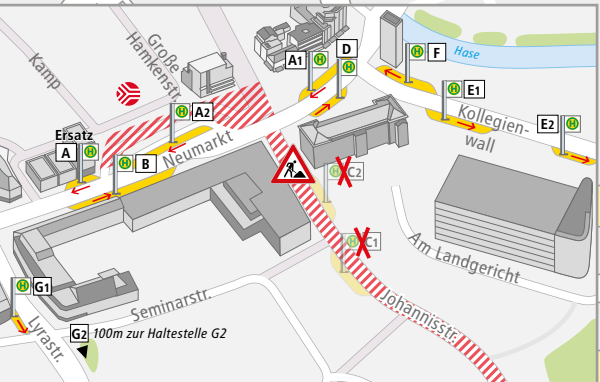 Kamp
Große
Hamkenstr.
A1
H
D
H
H
F
Hase
H
E1
Kollegien-
wall
E2
H
H
A2
Ersatz
A
H
H
B
Neumarkt
H
C2
H
C1
Am Landgericht
H
G1
Lyrastr.
Seminarstr.
G2 100m zur Haltestelle G2
Johannisstr.